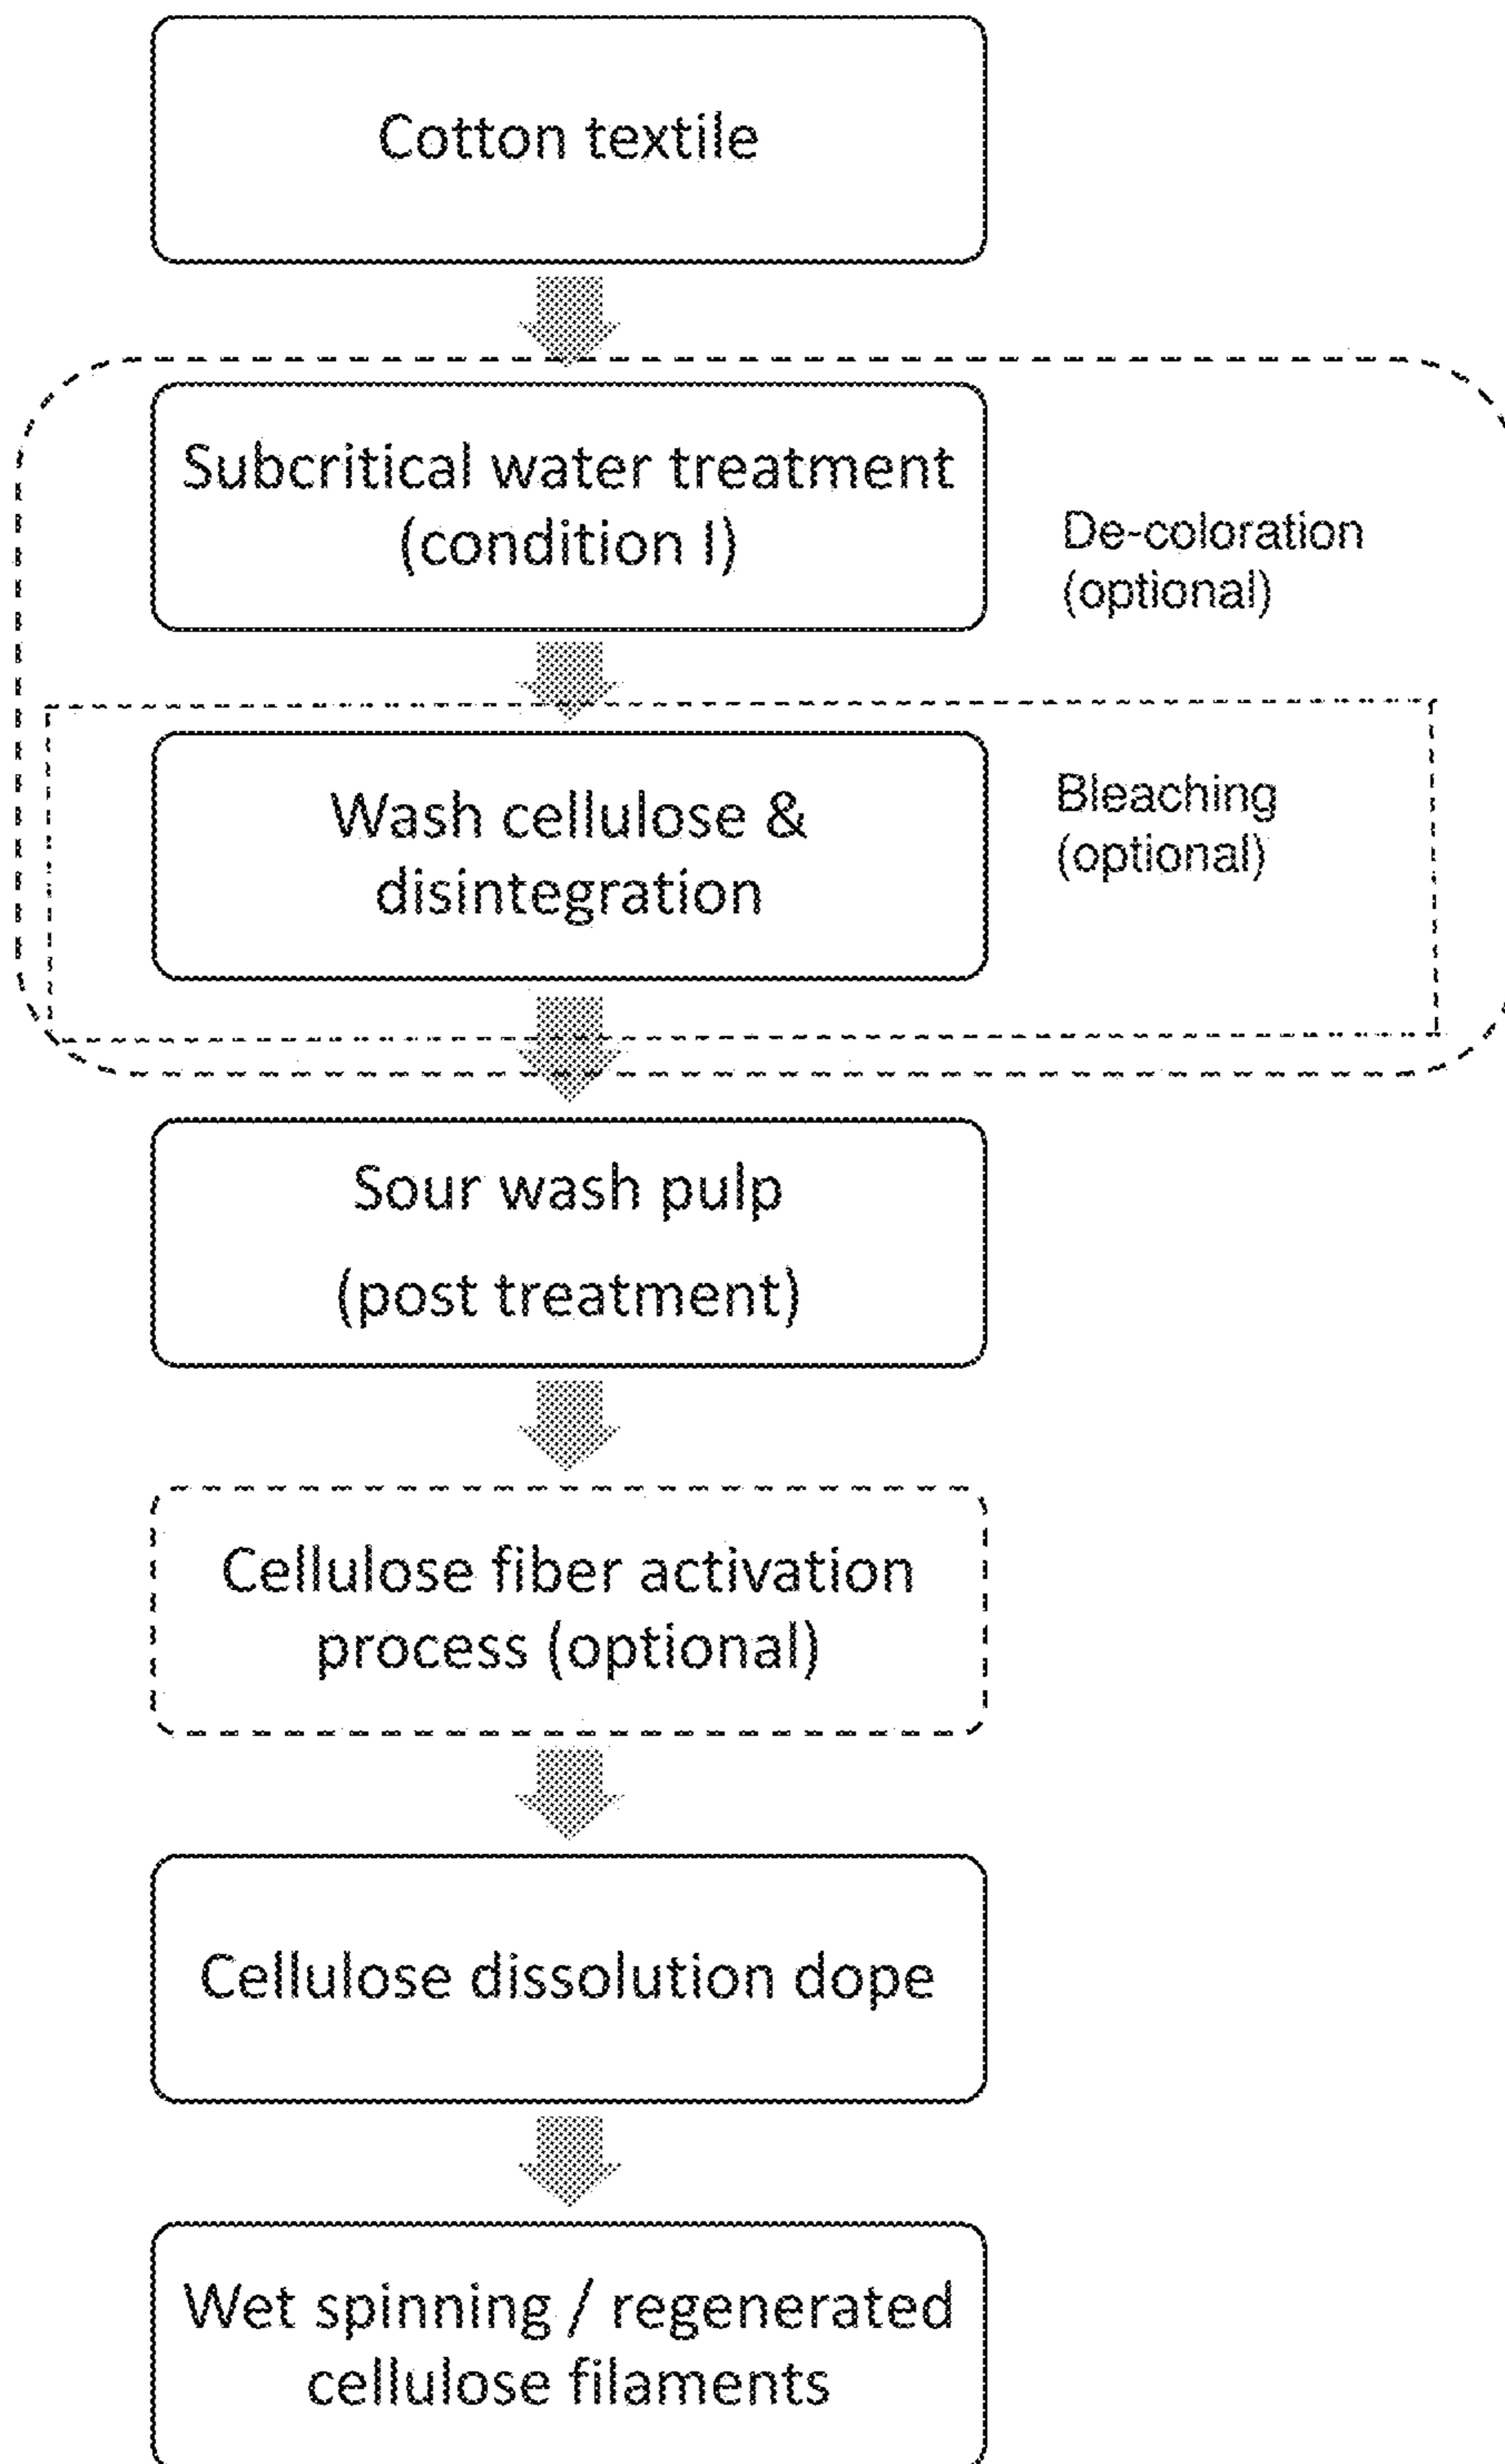 Cotton textile
Subcritical water treatment
(condition I)
De-coloration
(optional)
Wash cellulose &
disintegration
Bleaching
(optional)
Sour wash pulp
(post treatment)
Cellulose fiber activation
process (optional)
Cellulose dissolution dope
Wet spinning / regenerated
cellulose filaments